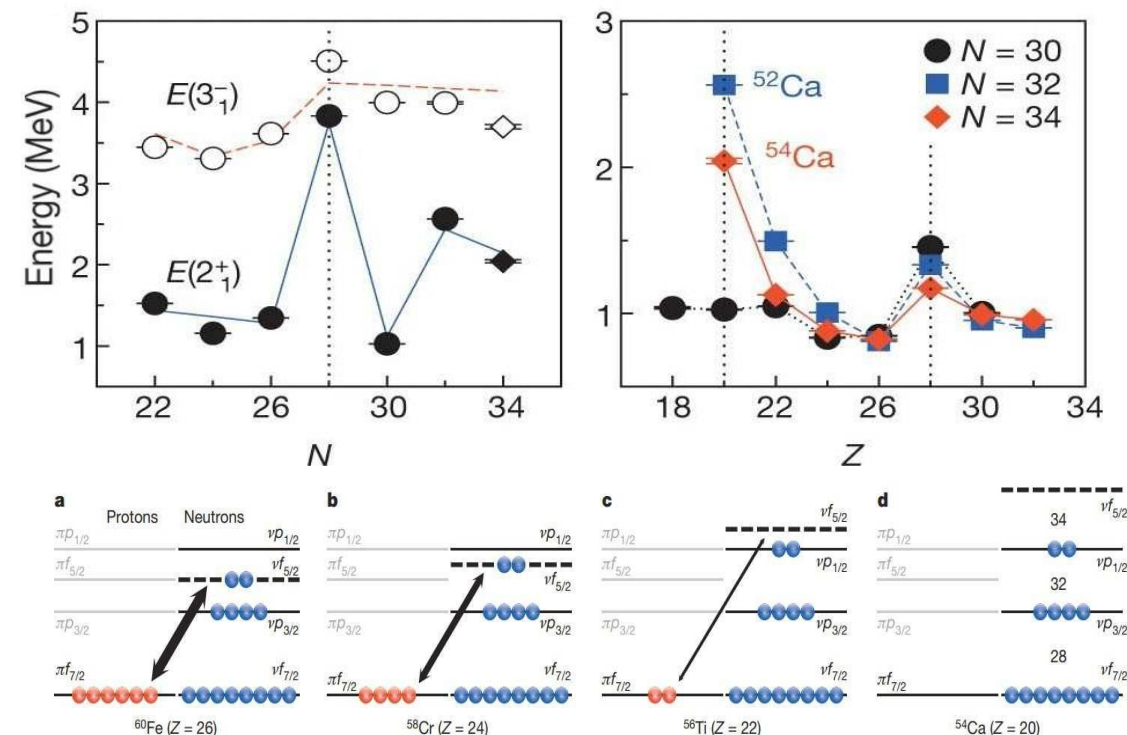 5
4
3
2
1
Energy (MeV)
E(3⁻₁)
E(2⁺₁)
22
26
30
34
N
3
2
1
⁵²Ca
⁵⁴Ca
N = 30
N = 32
N = 34
18
22
26
30
34
Z
a
Protons Neutrons
πp₁/₂
νp₁/₂
πf₅/₂
νf₅/₂
πp₃/₂
νp₃/₂
πf₇/₂
νf₇/₂
⁶⁰Fe (Z = 26)
b
πp₁/₂
νp₁/₂
πf₅/₂
νf₅/₂
πp₃/₂
νp₃/₂
πf₇/₂
νf₇/₂
⁵⁸Cr (Z = 24)
c
νf₅/₂
πp₁/₂
νp₁/₂
πf₅/₂
πp₃/₂
νp₃/₂
πf₇/₂
νf₇/₂
⁵⁶Ti (Z = 22)
d
νf₅/₂
34
πp₁/₂
νp₁/₂
πf₅/₂
32
πp₃/₂
νp₃/₂
28
πf₇/₂
νf₇/₂
⁵⁴Ca (Z = 20)